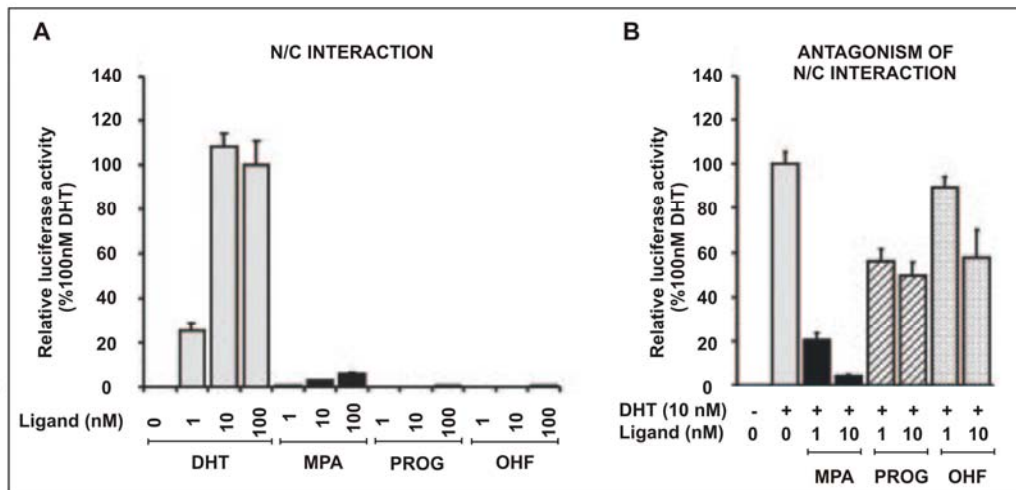 A
N/C INTERACTION
Relative luciferase activity
(%100nM DHT)
140
120
100
80
60
40
20
0
Ligand (nM)
0 1 10 100 1 10 100 1 10 100 1 10 100
DHT MPA PROG OHF
B
ANTAGONISM OF
N/C INTERACTION
Relative luciferase activity
(%100nM DHT)
140
120
100
80
60
40
20
0
DHT (10 nM) - + + + + + + +
Ligand (nM) 0 0 1 10 1 10 1 10
MPA PROG OHF